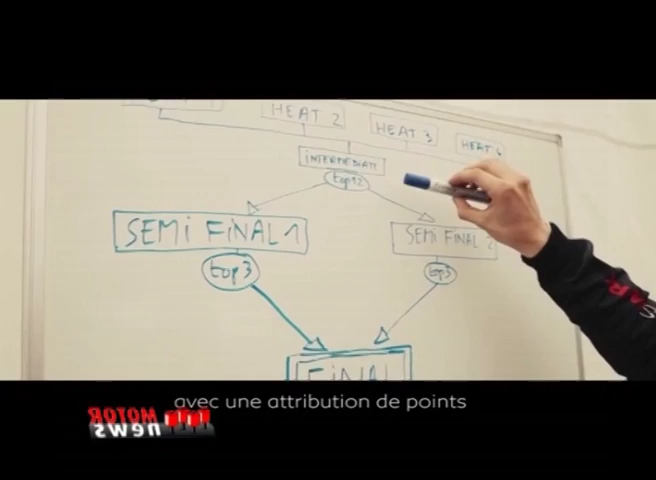 HEAT 2
HEAT 3
HEAT 4
iNTERMEDiATE
top12
SEMi FiNAL 1
SEMi FiNAL 2
top3
top3
FiNAL
avec une attribution de points
MOTOR
news